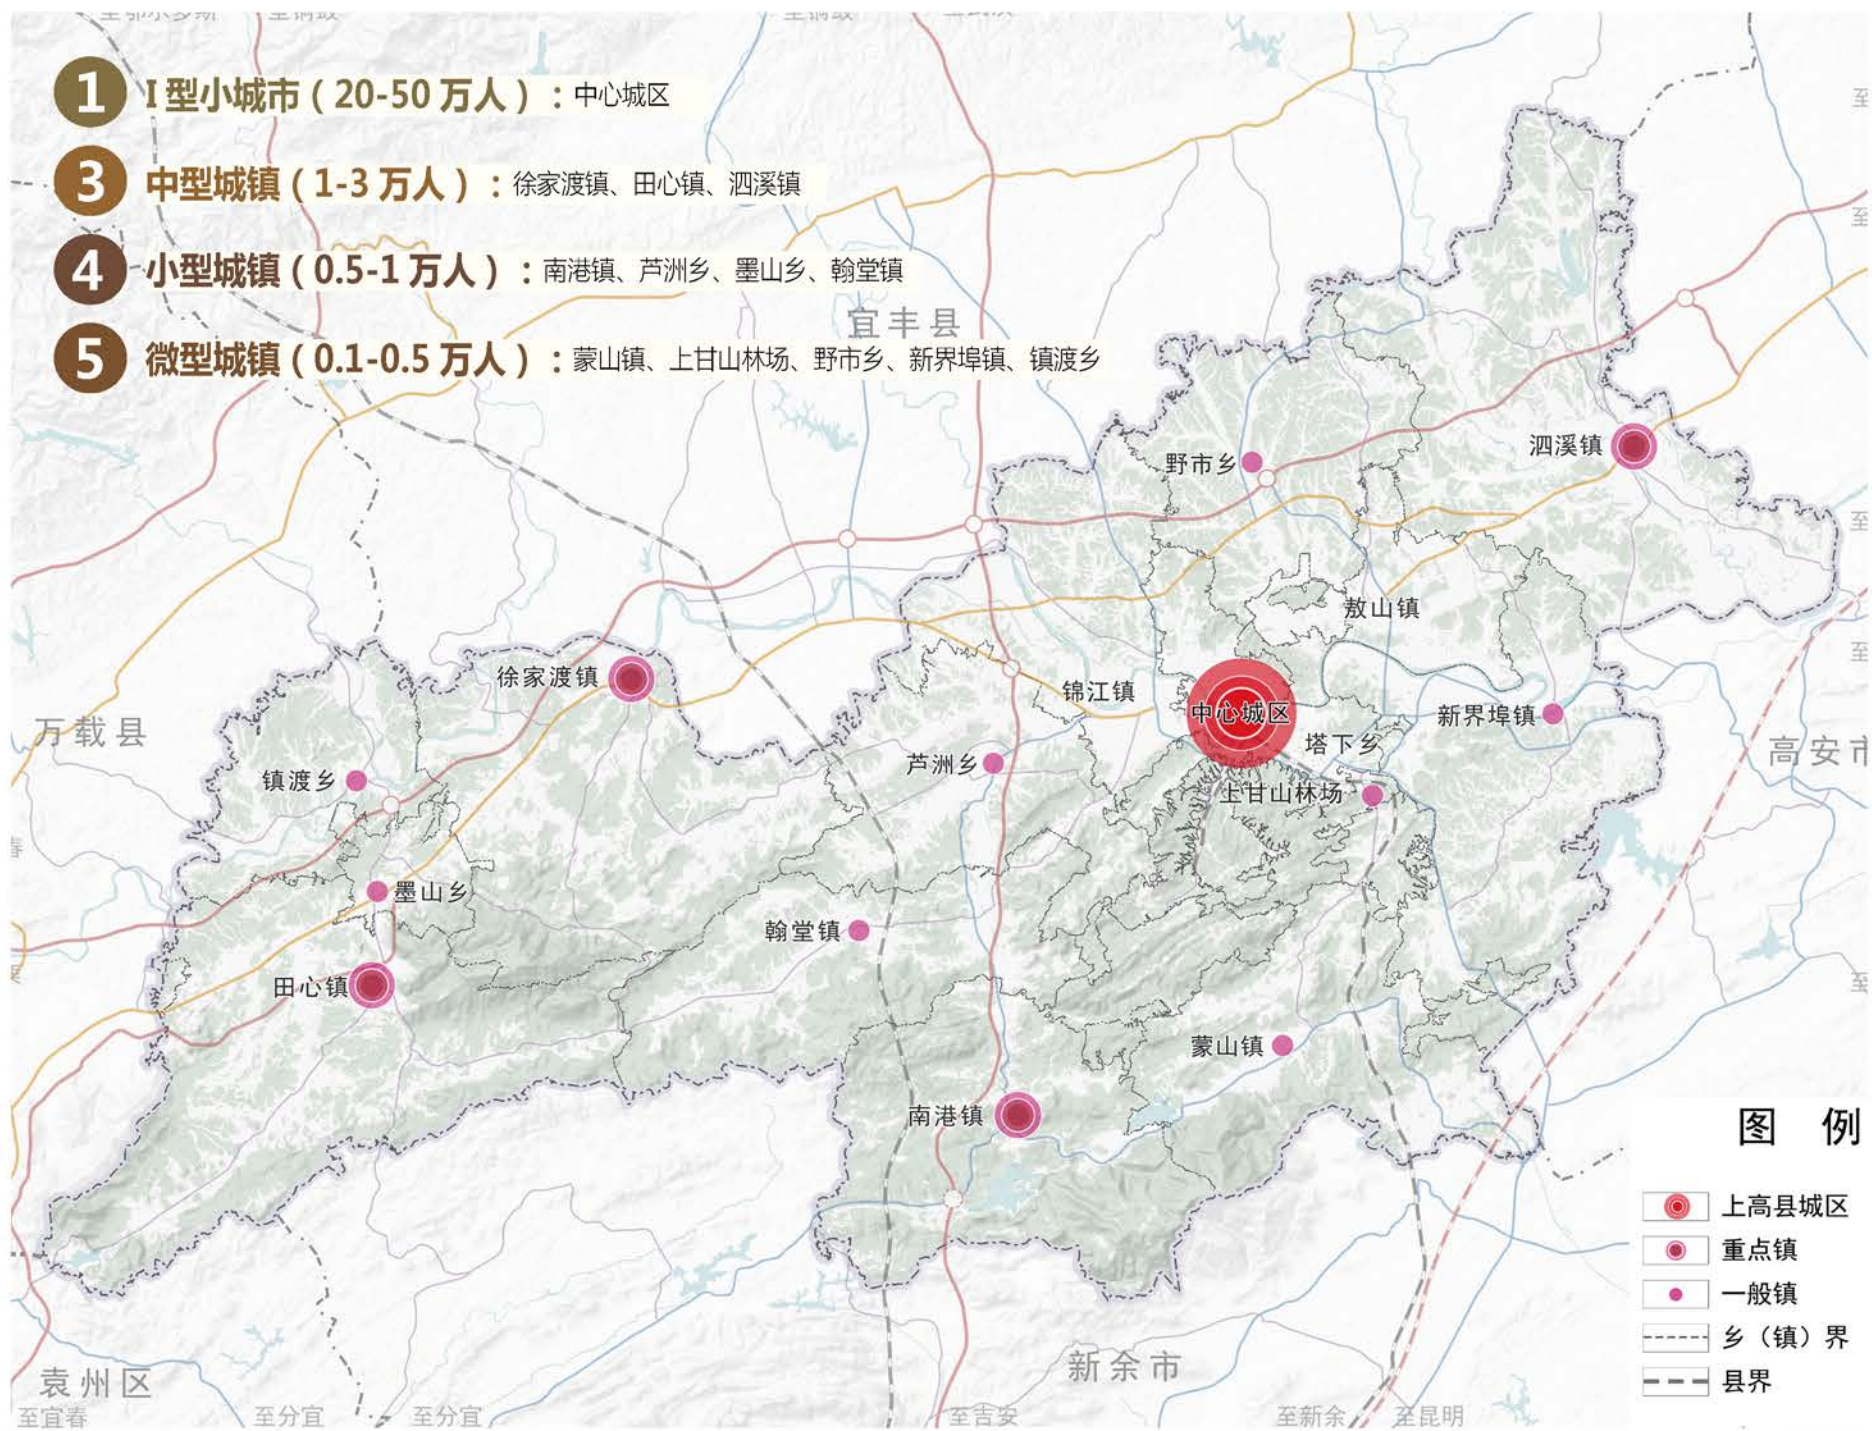 1 I型小城市（20-50万人）：中心城区
3 中型城镇（1-3万人）：徐家渡镇、田心镇、泗溪镇
4 小型城镇（0.5-1万人）：南港镇、芦洲乡、墨山乡、翰堂镇
5 微型城镇（0.1-0.5万人）：蒙山镇、上甘山林场、野市乡、新界埠镇、镇渡乡
宜丰县
至
至
泗溪镇
野市乡
至
敖山镇
至
徐家渡镇
锦江镇
中心城区
新界埠镇
万载县
塔下乡
高安市
芦洲乡
镇渡乡
上甘山林场
墨山乡
翰堂镇
田心镇
至
蒙山镇
南港镇
图 例
上高县城区
重点镇
一般镇
乡（镇）界
县界
新余市
袁州区
至宜春
至分宜
至分宜
至吉安
至新余
至昆明